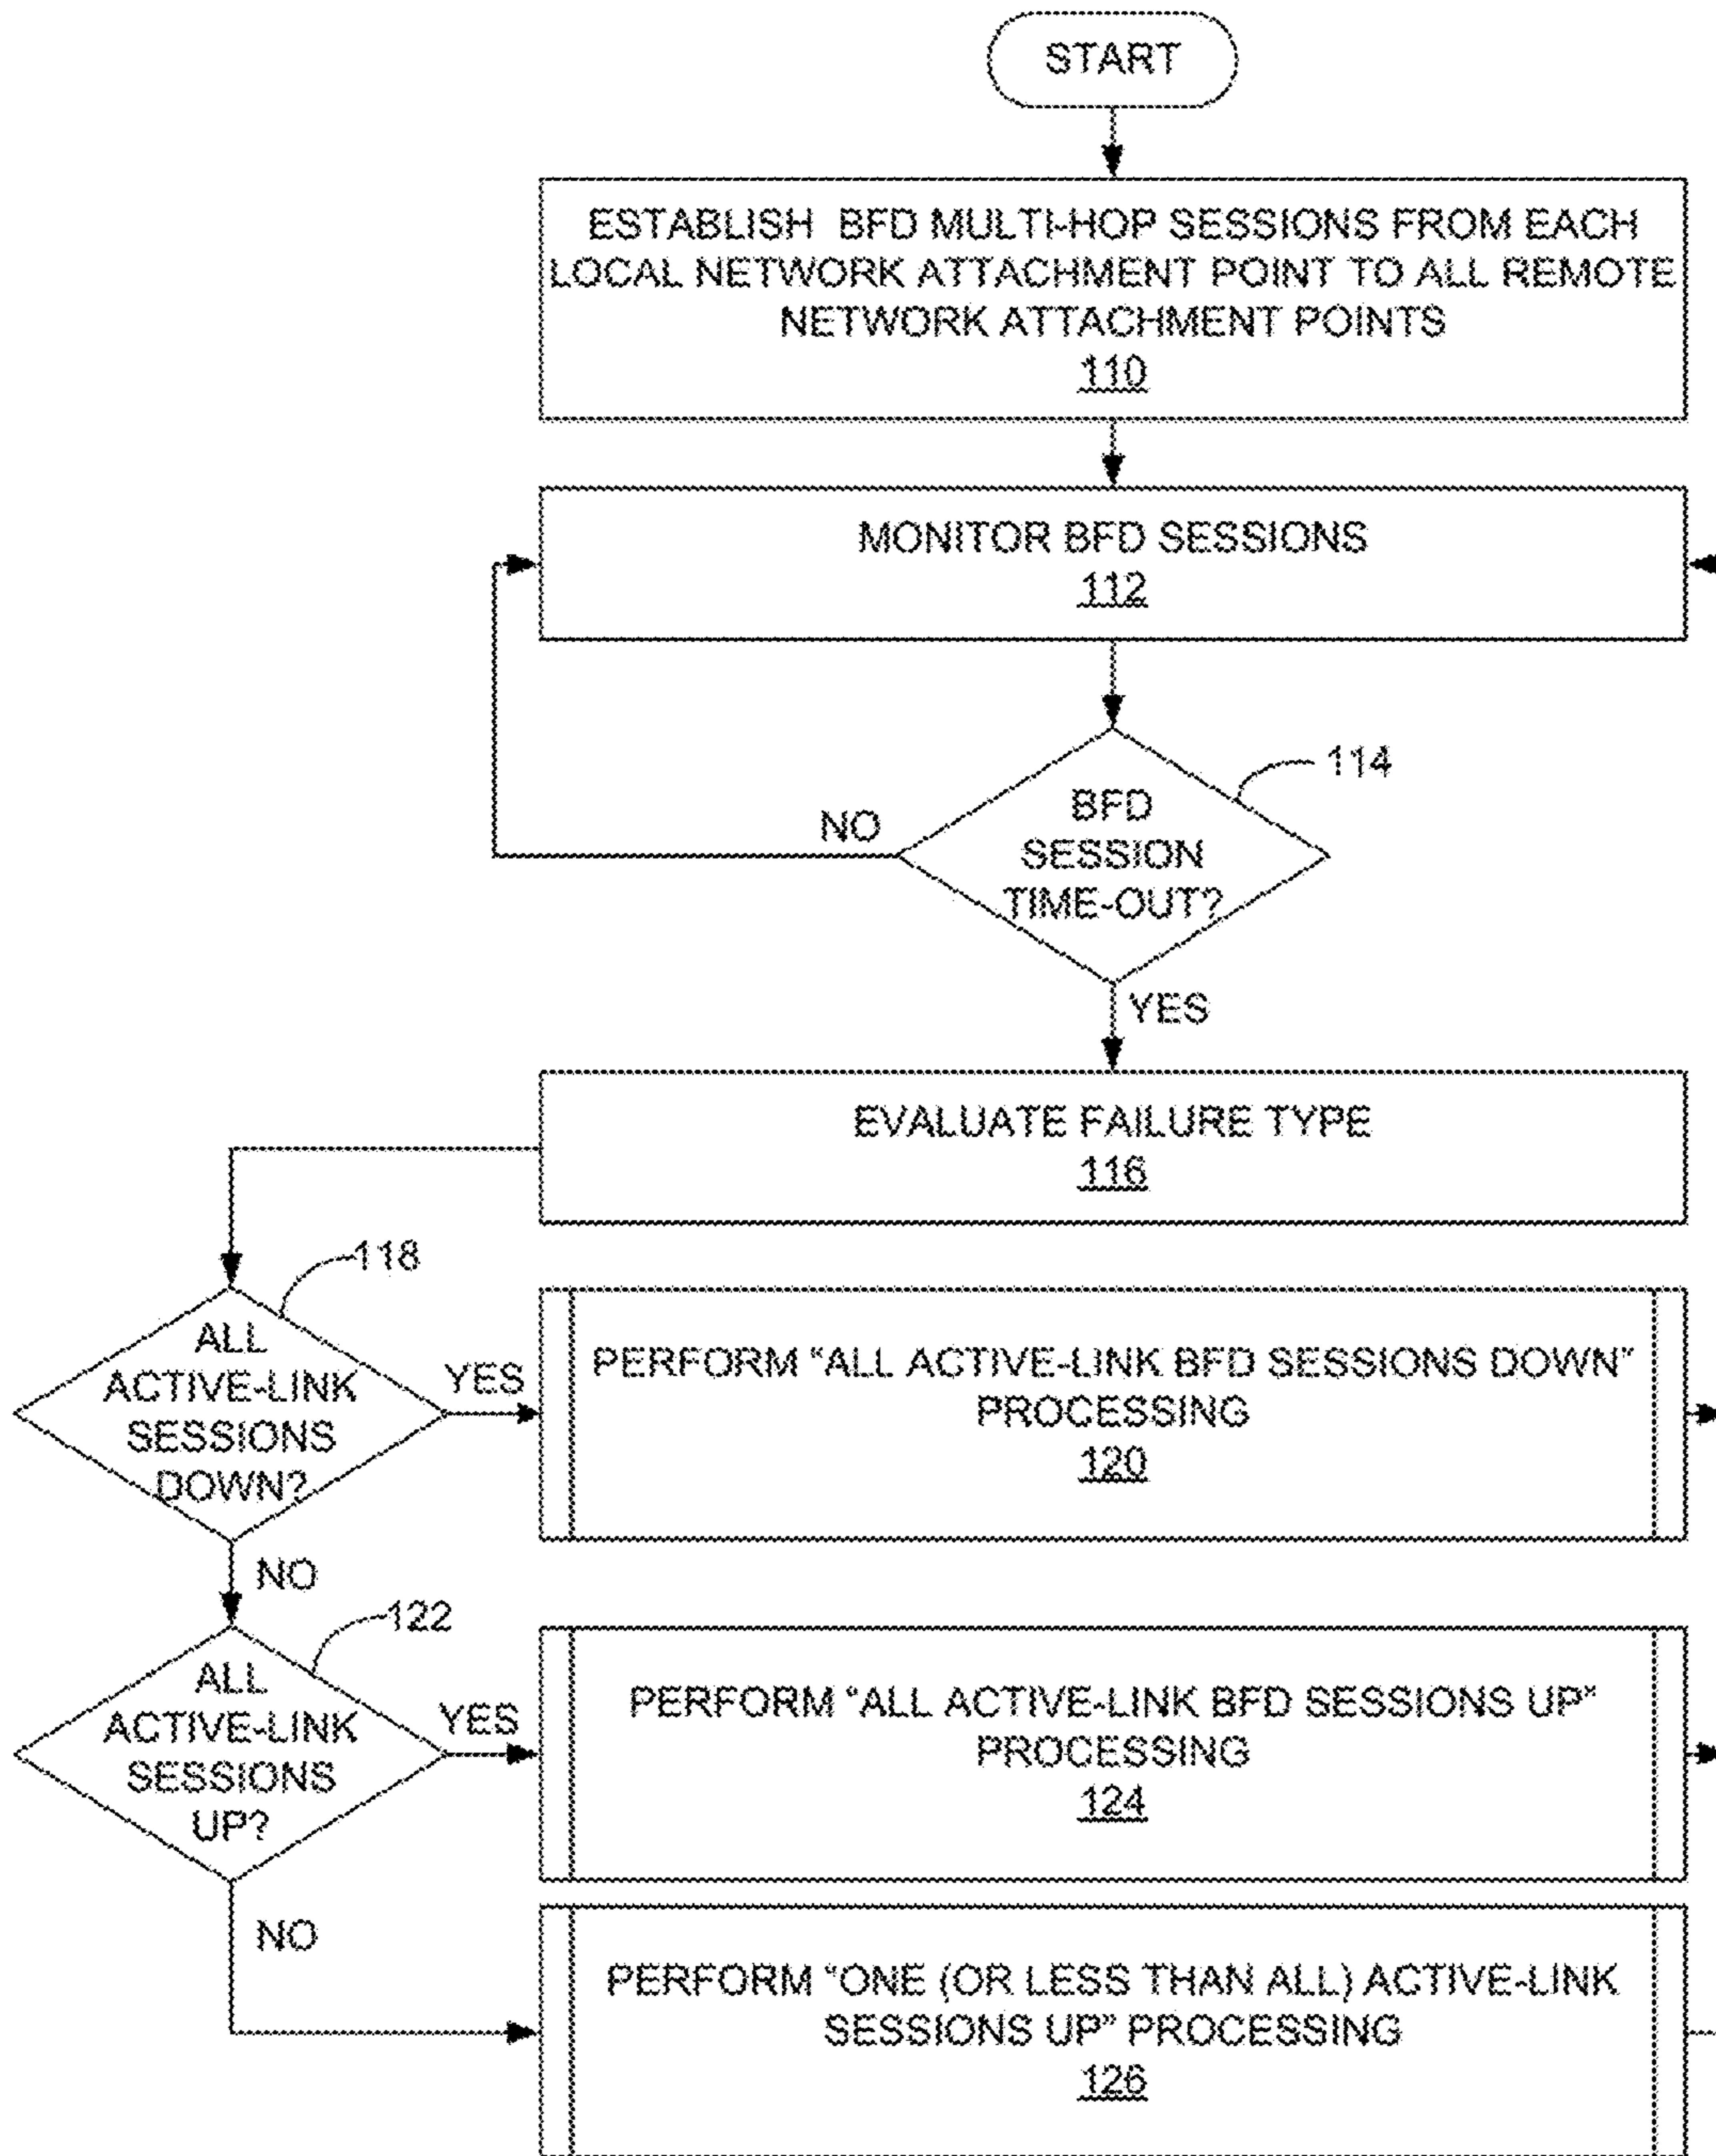 START
ESTABLISH BFD MULTI-HOP SESSIONS FROM EACH
LOCAL NETWORK ATTACHMENT POINT TO ALL REMOTE
NETWORK ATTACHMENT POINTS
110
MONITOR BFD SESSIONS
112
114
BFD
SESSION
TIME-OUT?
NO
YES
EVALUATE FAILURE TYPE
116
118
ALL
ACTIVE-LINK
SESSIONS
DOWN?
YES
PERFORM "ALL ACTIVE-LINK BFD SESSIONS DOWN"
PROCESSING
120
NO
122
ALL
ACTIVE-LINK
SESSIONS
UP?
YES
PERFORM "ALL ACTIVE-LINK BFD SESSIONS UP"
PROCESSING
124
NO
PERFORM "ONE (OR LESS THAN ALL) ACTIVE-LINK
SESSIONS UP" PROCESSING
126